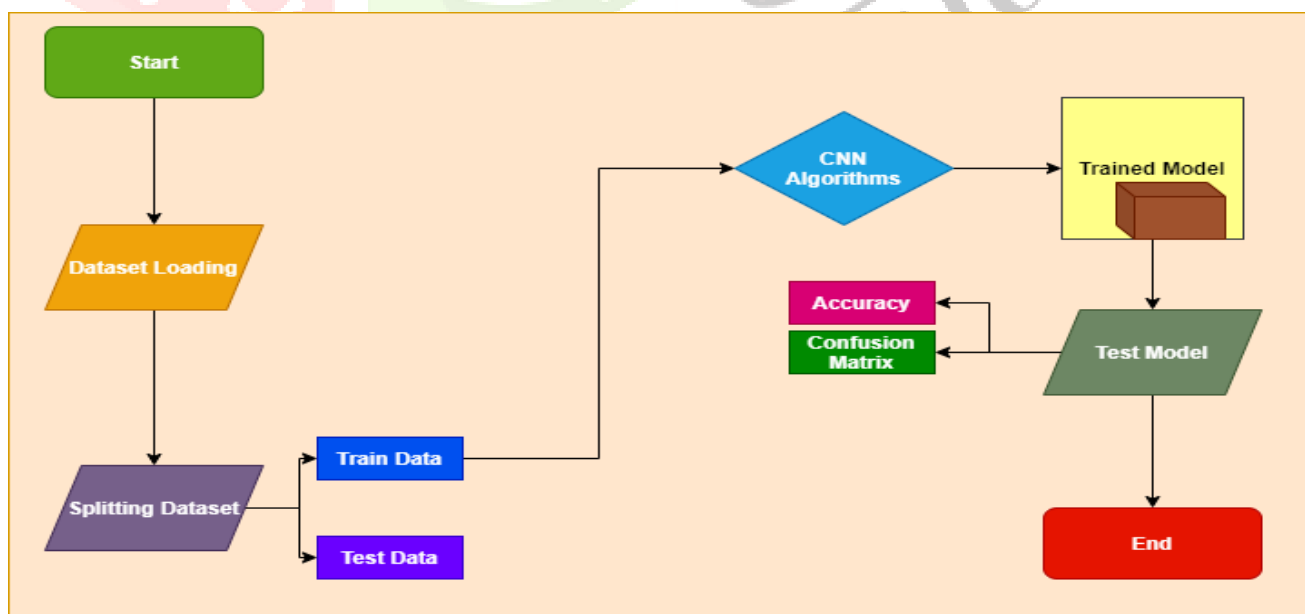 Start
Dataset Loading
Splitting Dataset
Train Data
Test Data
CNN
Algorithms
Trained Model
Accuracy
Confusion
Matrix
Test Model
End